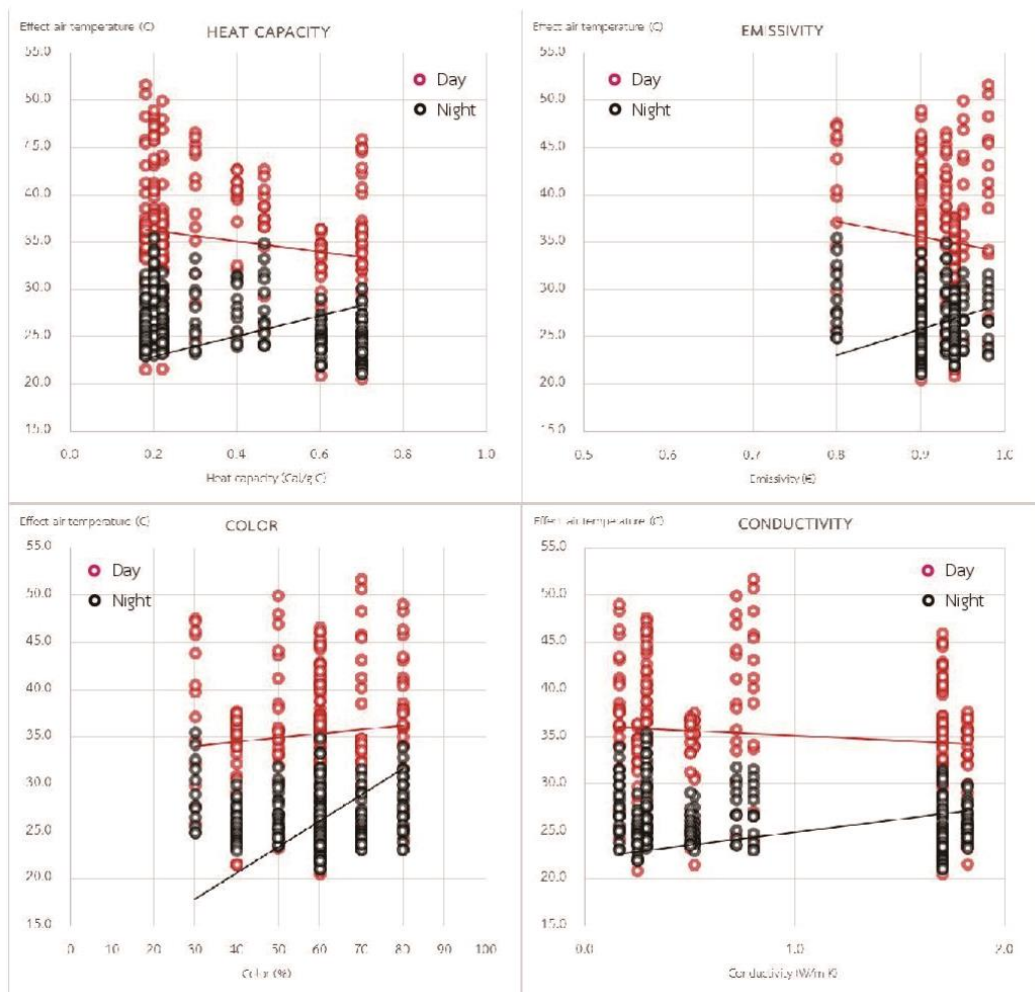 Effect air temperature (C)
HEAT CAPACITY
55.0
50.0
45.0
40.0
35.0
30.0
25.0
20.0
15.0
Day
Night
0.0 0.2 0.4 0.6 0.8 1.0
Heat capacity (Cal/g C)
Effect air temperature (C)
EMISSIVITY
55.0
50.0
45.0
40.0
35.0
30.0
25.0
20.0
15.0
Day
Night
0.5 0.6 0.7 0.8 0.9 1.0
Emissivity (€)
Effect air temperature (C)
COLOR
55.0
50.0
45.0
40.0
35.0
30.0
25.0
20.0
15.0
Day
Night
0 10 20 30 40 50 60 70 80 90 100
Color (%)
Effect air temperature (C)
CONDUCTIVITY
55.0
50.0
45.0
40.0
35.0
30.0
25.0
20.0
15.0
Day
Night
0.0 1.0 2.0
Conductivity (W/m K)